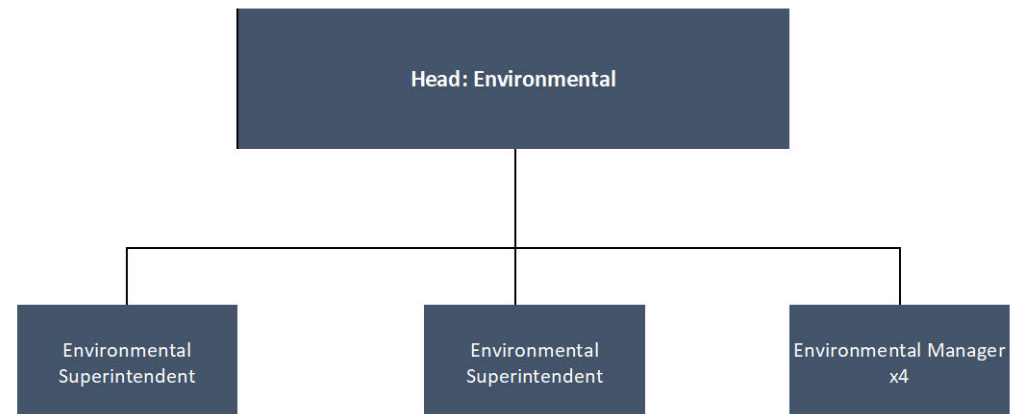 Head: Environmental
Environmental
Superintendent
Environmental
Superintendent
Environmental Manager
x4